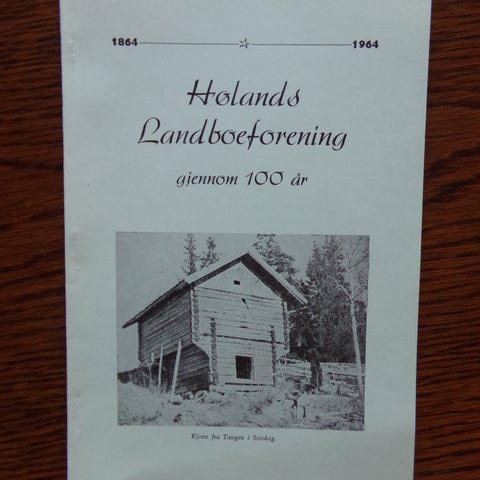 1864 1964
Hølands
Landboeforening
gjennom 100 år
Kjone fra Tangen i Setskog.